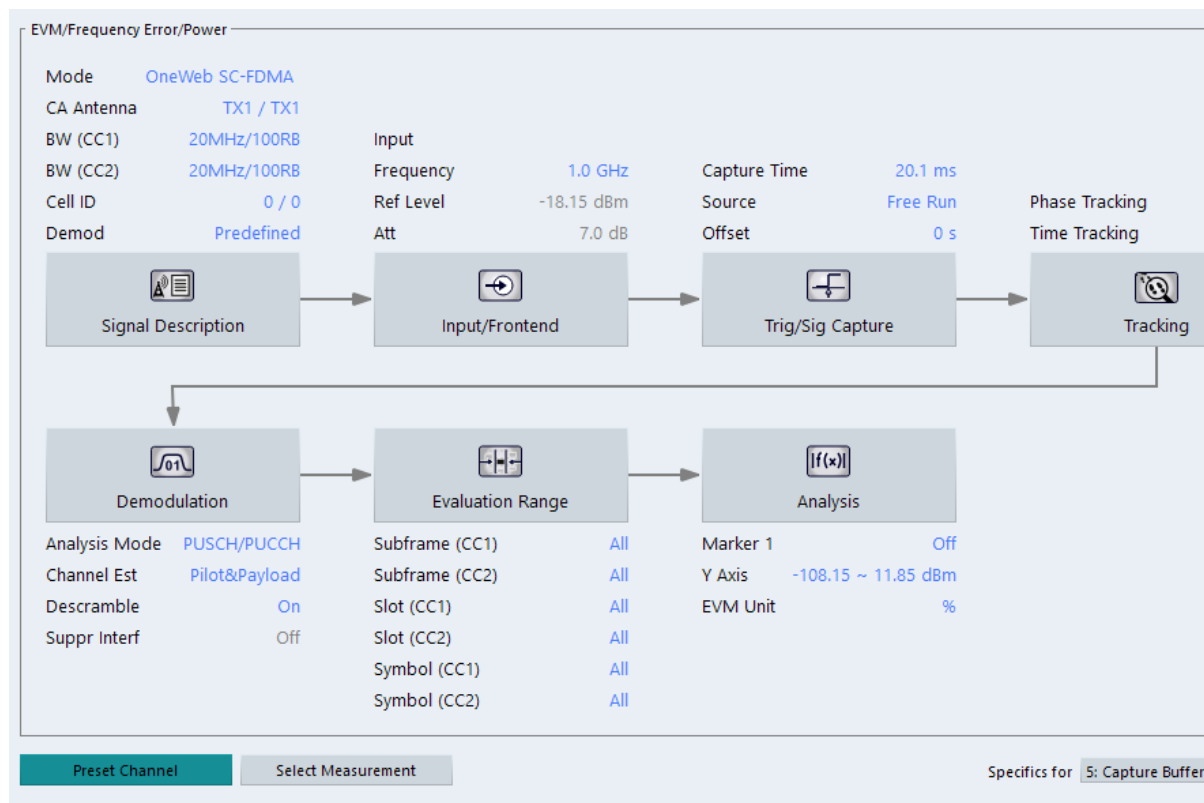 EVM/Frequency Error/Power
Mode OneWeb SC-FDMA
CA Antenna TX1 / TX1
BW (CC1) 20MHz/100RB Input
BW (CC2) 20MHz/100RB Frequency 1.0 GHz Capture Time 20.1 ms
Cell ID 0 / 0 Ref Level -18.15 dBm Source Free Run Phase Tracking
Demod Predefined Att 7.0 dB Offset 0 s Time Tracking
Signal Description Input/Frontend Trig/Sig Capture Tracking
01 |f(x)|
Demodulation Evaluation Range Analysis
Analysis Mode PUSCH/PUCCH Subframe (CC1) All Marker 1 Off
Channel Est Pilot&Payload Subframe (CC2) All Y Axis -108.15 ~ 11.85 dBm
Descramble On Slot (CC1) All EVM Unit %
Suppr Interf Off Slot (CC2) All
Symbol (CC1) All
Symbol (CC2) All
Preset Channel Select Measurement Specifics for 5: Capture Buffer